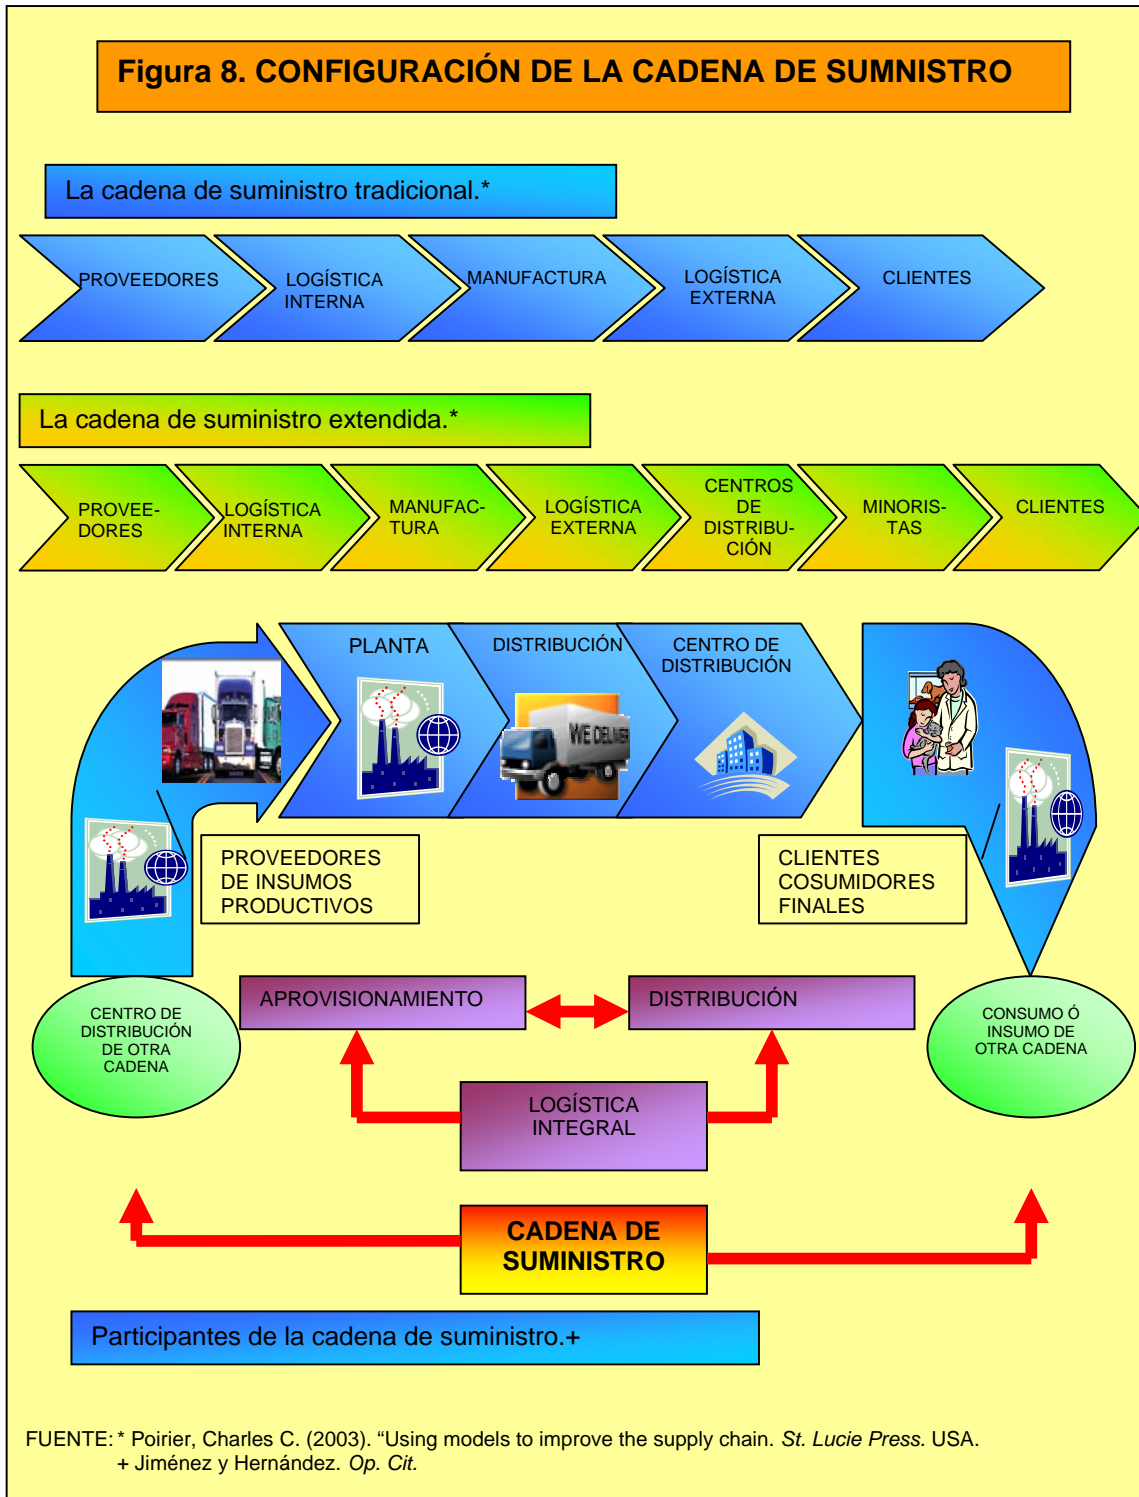 Figura 8. CONFIGURACIÓN DE LA CADENA DE SUMNISTRO
La cadena de suministro tradicional.*
PROVEEDORES
LOGÍSTICA
INTERNA
MANUFACTURA
LOGÍSTICA
EXTERNA
CLIENTES
La cadena de suministro extendida.*
PROVEE-
DORES
LOGÍSTICA
INTERNA
MANUFAC-
TURA
LOGÍSTICA
EXTERNA
CENTROS
DE
DISTRIBU-
CIÓN
MINORIS-
TAS
CLIENTES
PLANTA
DISTRIBUCIÓN
CENTRO DE
DISTRIBUCIÓN
WE DELIVER
PROVEEDORES
DE INSUMOS
PRODUCTIVOS
CLIENTES
COSUMIDORES
FINALES
CENTRO DE
DISTRIBUCIÓN
DE OTRA
CADENA
APROVISIONAMIENTO
DISTRIBUCIÓN
CONSUMO Ó
INSUMO DE
OTRA CADENA
LOGÍSTICA
INTEGRAL
CADENA DE
SUMINISTRO
Participantes de la cadena de suministro.+
FUENTE: * Poirier, Charles C. (2003). “Using models to improve the supply chain. St. Lucie Press. USA.
+ Jiménez y Hernández. Op. Cit.